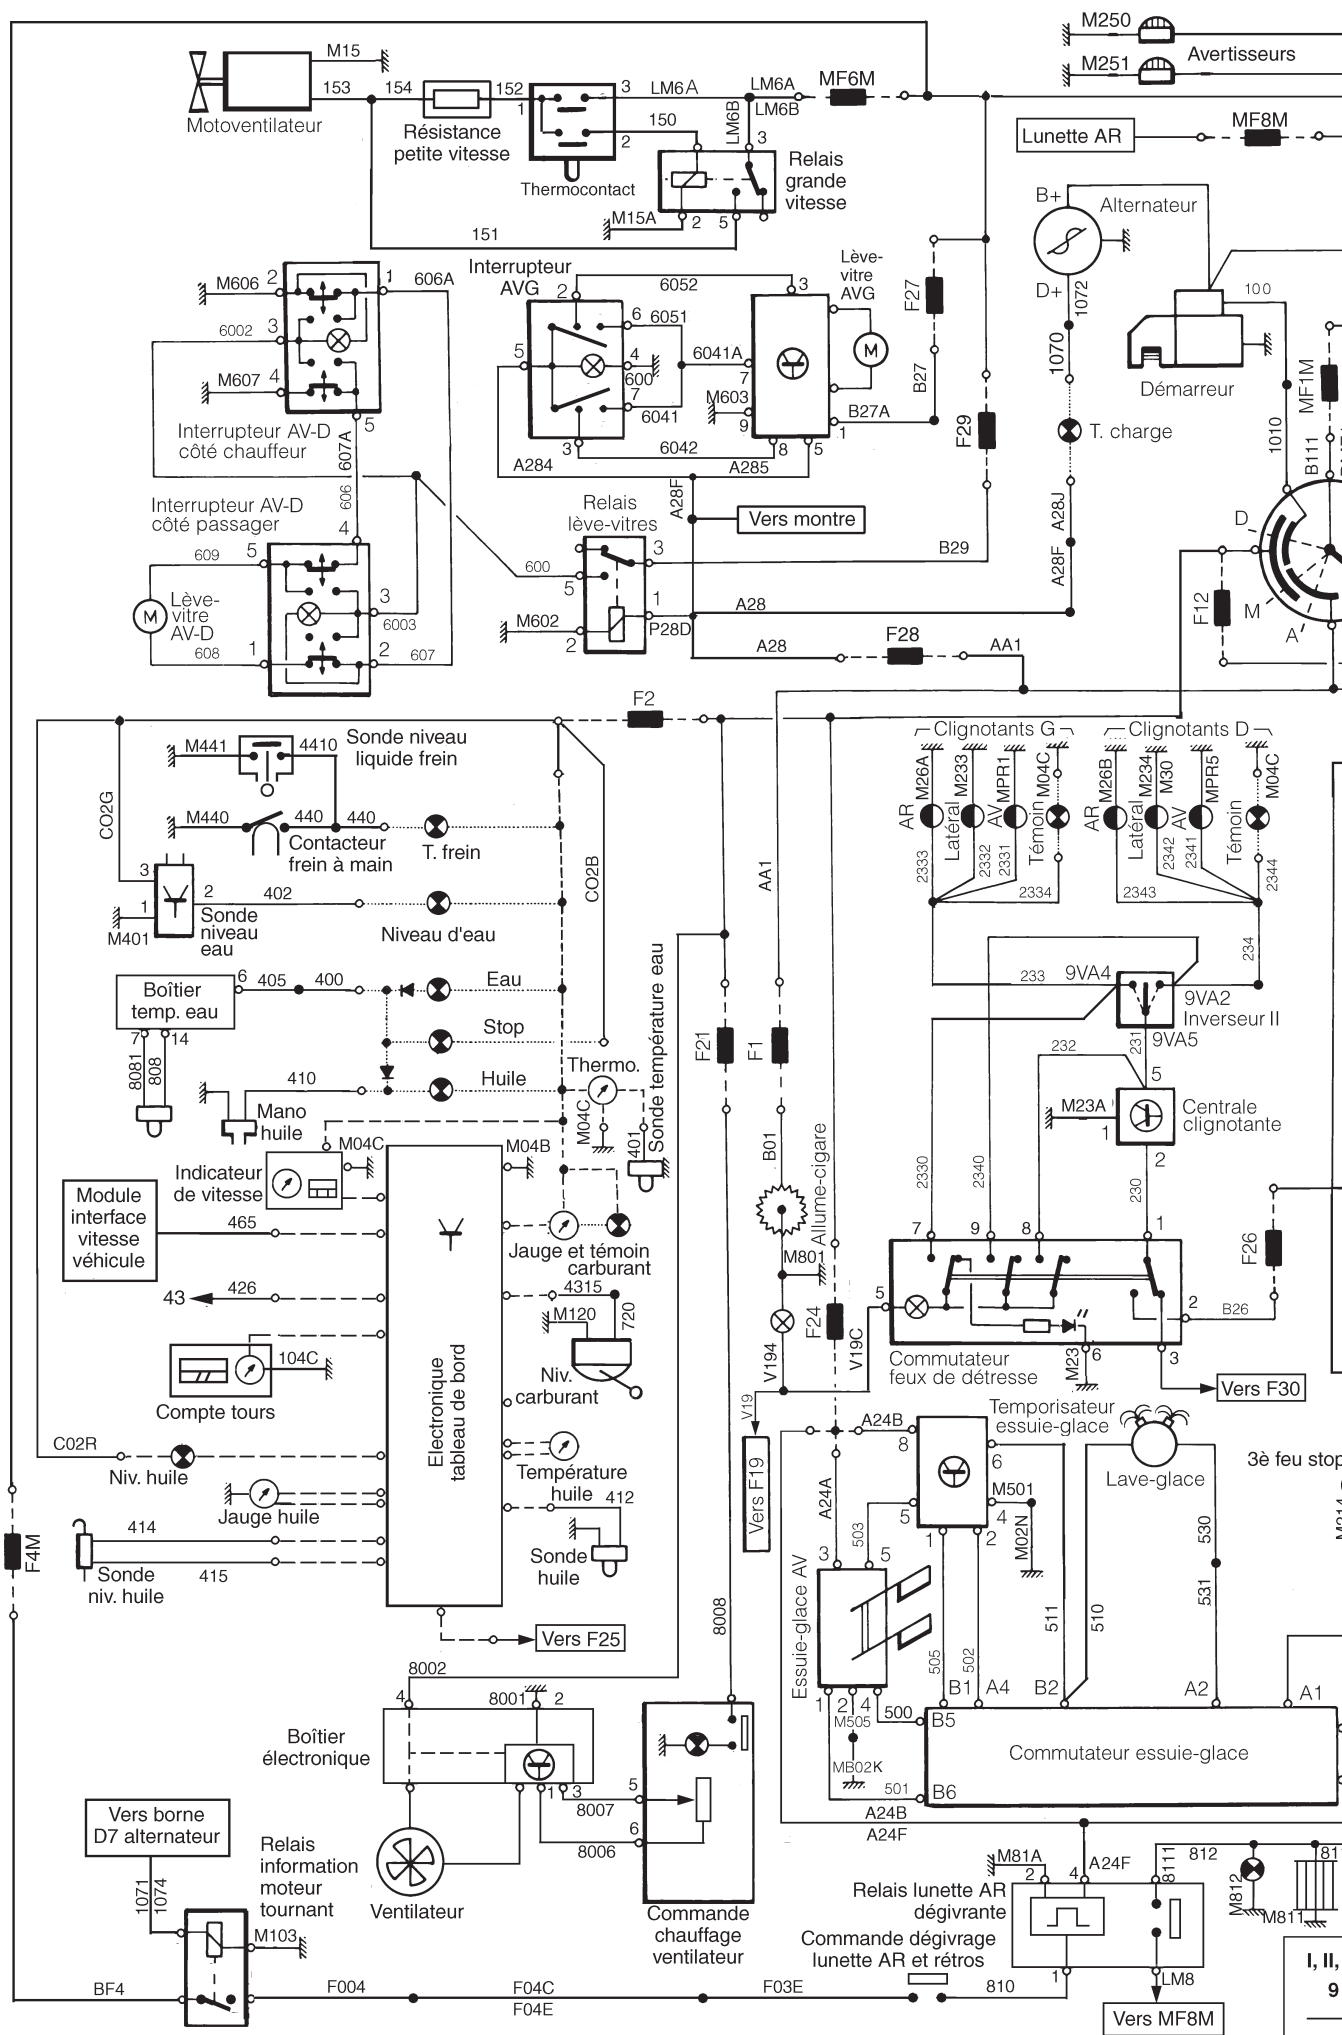 M250
Avertisseurs
M251
M15
153
154
152
3
LM6A
LM6A
LM6B
MF6M
Motoventilateur
Résistance
petite vitesse
1
2
150
LM6B
3
Thermocontact
Relais
grande
vitesse
M15A
2
5
151
Lunette AR
MF8M
B+
Alternateur
D+
1072
1070
T. charge
100
Démarreur
1010
MF1M
B111
M606
2
1
606A
6002
3
M607
4
5
Interrupteur AV-D
côté chauffeur
607A
606
Interrupteur
AVG
2
6052
3
6
6051
5
4
600
7
6041
6041A
7
M603
9
3
6042
8
5
A284
A285
Lève-
vitre
AVG
M
1
B27A
F27
B27
F29
A28F
Vers montre
Interrupteur AV-D
côté passager
4
609
5
M
Lève-
vitre
AV-D
3
6003
608
1
2
607
Relais
lève-vitres
600
5
3
B29
M602
2
1
P28D
A28
A28J
A28F
A28
F28
AA1
D
M
A
F12
F2
M441
4410
Sonde niveau
liquide frein
M440
440
440
Contacteur
frein à main
T. frein
CO2G
3
1
2
402
M401
Sonde
niveau
eau
Niveau d'eau
CO2B
AA1
Boîtier
temp. eau
6
405
400
Eau
Stop
7
14
8081
808
410
Huile
Mano
huile
Thermo.
M04C
401
Sonde température eau
F21
F1
B01
Clignotants G
Clignotants D
M26A
M233
MPR1
M04C
M26B
M234
M30
MPR5
M04C
AR
Latéral
AV
Témoin
AR
Latéral
AV
Témoin
2333
2332
2331
2334
2343
2342
2341
2344
233
9VA4
234
9VA2
Inverseur II
9VA5
231
232
5
M23A
1
Centrale
clignotante
2
2330
2340
230
Indicateur
de vitesse
M04C
M04B
Module
interface
vitesse
véhicule
465
Jauge et témoin
carburant
43
426
4315
M120
720
Niv.
carburant
104C
Compte tours
Electronique
tableau de bord
C02R
Niv. huile
Température
huile
Jauge huile
412
414
415
Sonde
niv. huile
Sonde
huile
Vers F25
F4M
Allume-cigare
M801
F24
V194
V19C
V19
Vers F19
7
9
8
1
5
2
B26
F26
M23
6
3
Commutateur
feux de détresse
Vers F30
Temporisateur
essuie-glace
A24B
8
6
M501
4
5
1
2
M02N
Lave-glace
3è feu stop
A24A
503
3
5
Essuie-glace AV
511
510
530
531
505
502
1
2
4
M505
MB02K
500
501
B1
A4
B2
A2
A1
B5
B6
Commutateur essuie-glace
A24B
A24F
8008
8002
4
8001
2
Boîtier
électronique
1
3
8007
8006
5
6
Ventilateur
Commande
chauffage
ventilateur
Vers borne
D7 alternateur
1071
1074
Relais
information
moteur
tournant
M103
BF4
F004
F04C
F04E
F03E
Commande dégivrage
lunette AR et rétros
810
M81A
2
4
A24F
Relais lunette AR
dégivrante
1
8111
812
M812
M811
LM8
Vers MF8M
I, II,
9